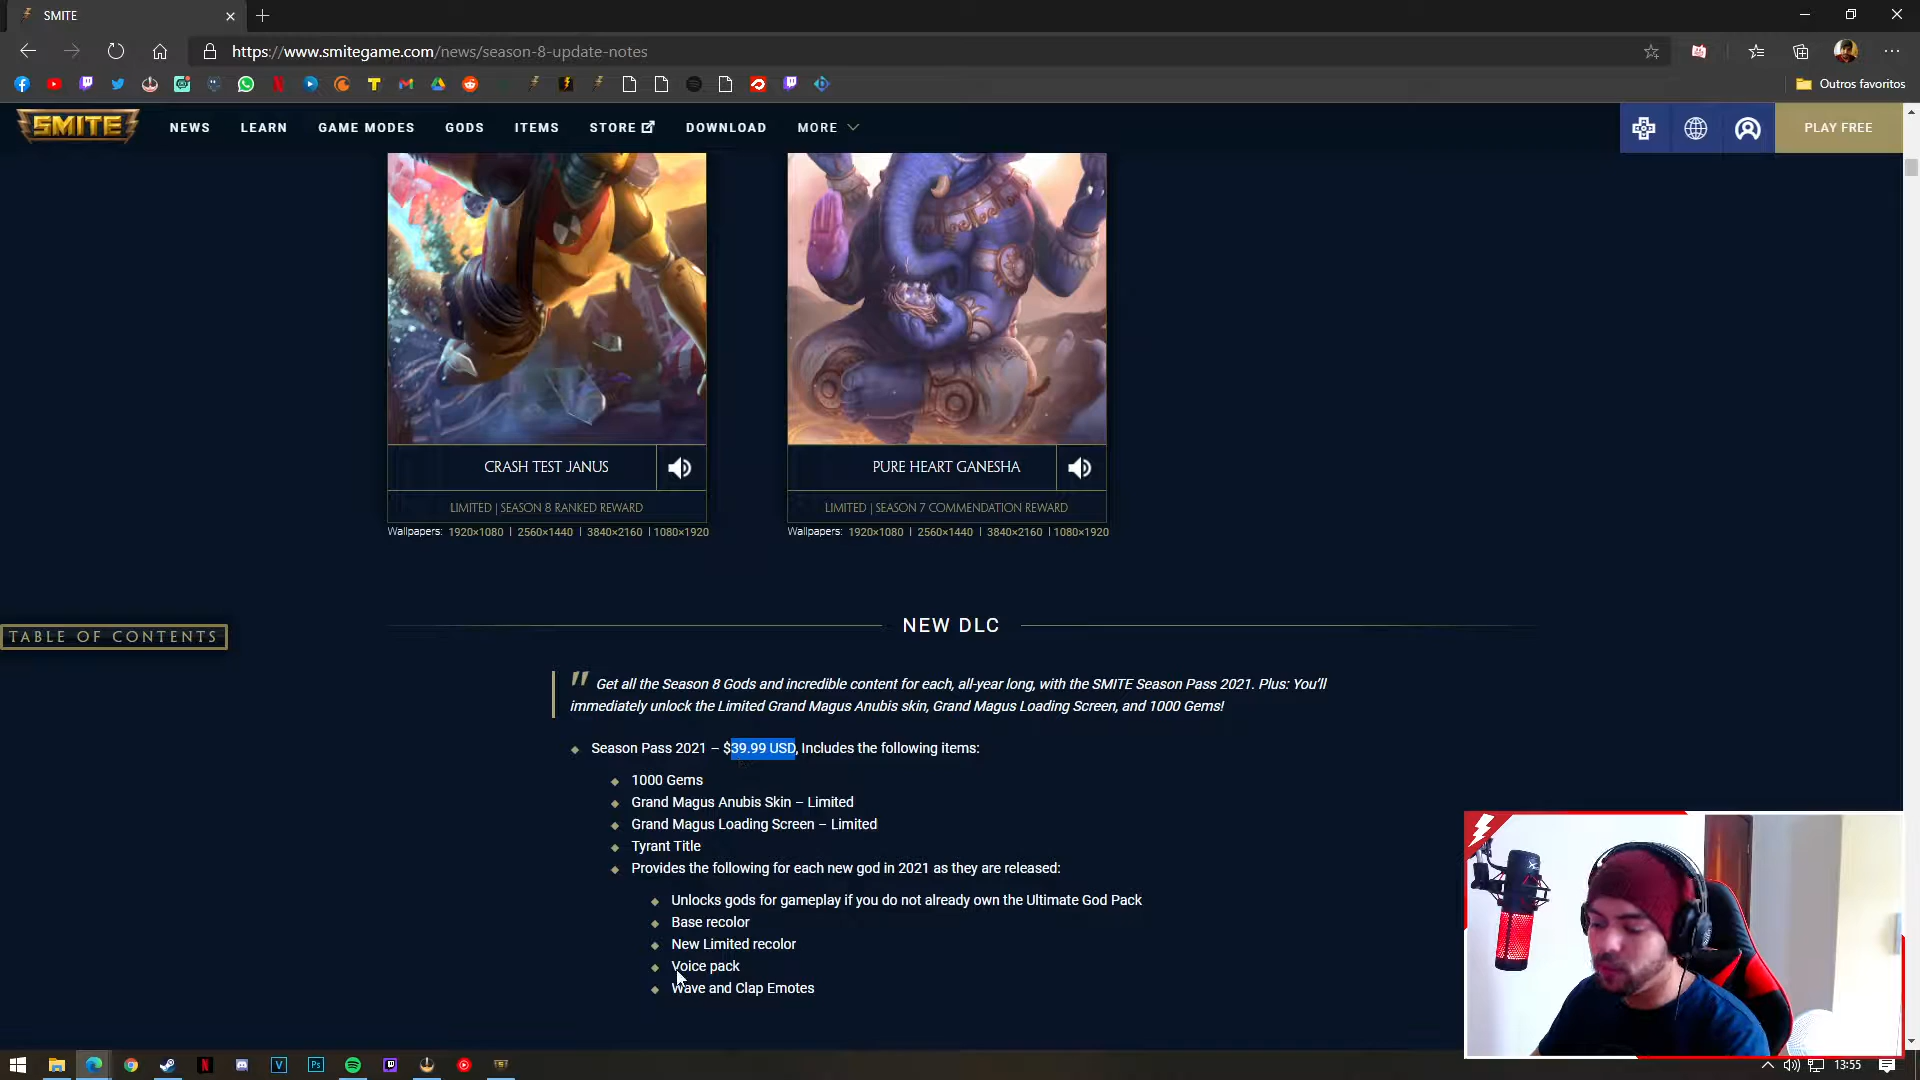 SMITE
https://www.smitegame.com/news/season-8-update-notes
Outros favoritos
SMITE
NEWS
LEARN
GAME MODES
GODS
ITEMS
STORE
DOWNLOAD
MORE
PLAY FREE
CRASH TEST JANUS
PURE HEART GANESHA
LIMITED | SEASON 8 RANKED REWARD
LIMITED | SEASON 7 COMMENDATION REWARD
Wallpapers: 1920×1080 | 2560×1440 | 3840×2160 | 1080×1920
Wallpapers: 1920×1080 | 2560×1440 | 3840×2160 | 1080×1920
NEW DLC
TABLE OF CONTENTS
" Get all the Season 8 Gods and incredible content for each, all-year long, with the SMITE Season Pass 2021. Plus: You'll
immediately unlock the Limited Grand Magus Anubis skin, Grand Magus Loading Screen, and 1000 Gems!
Season Pass 2021 – $39.99 USD, Includes the following items:
1000 Gems
Grand Magus Anubis Skin – Limited
Grand Magus Loading Screen – Limited
Tyrant Title
Provides the following for each new god in 2021 as they are released:
Unlocks gods for gameplay if you do not already own the Ultimate God Pack
Base recolor
New Limited recolor
Voice pack
Wave and Clap Emotes
13:55